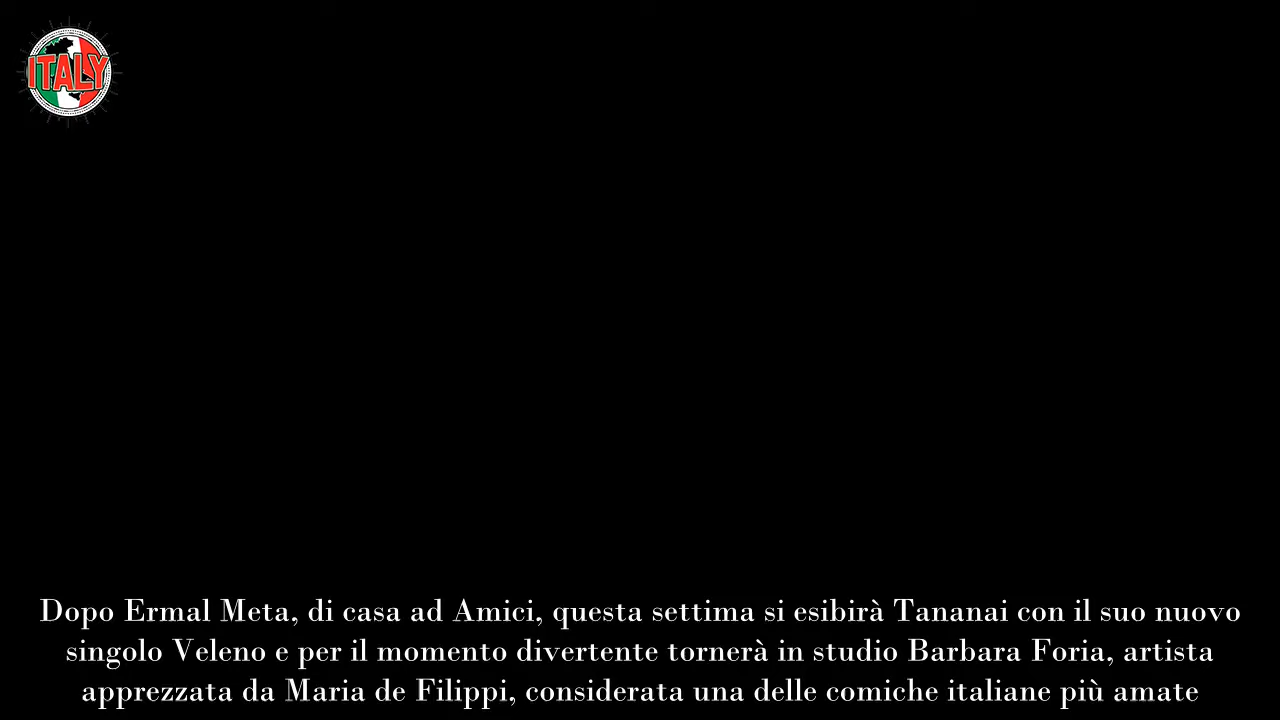 ITALY
Dopo Ermal Meta, di casa ad Amici, questa settima si esibirà Tananai con il suo nuovo
singolo Veleno e per il momento divertente tornerà in studio Barbara Foria, artista
apprezzata da Maria de Filippi, considerata una delle comiche italiane più amate